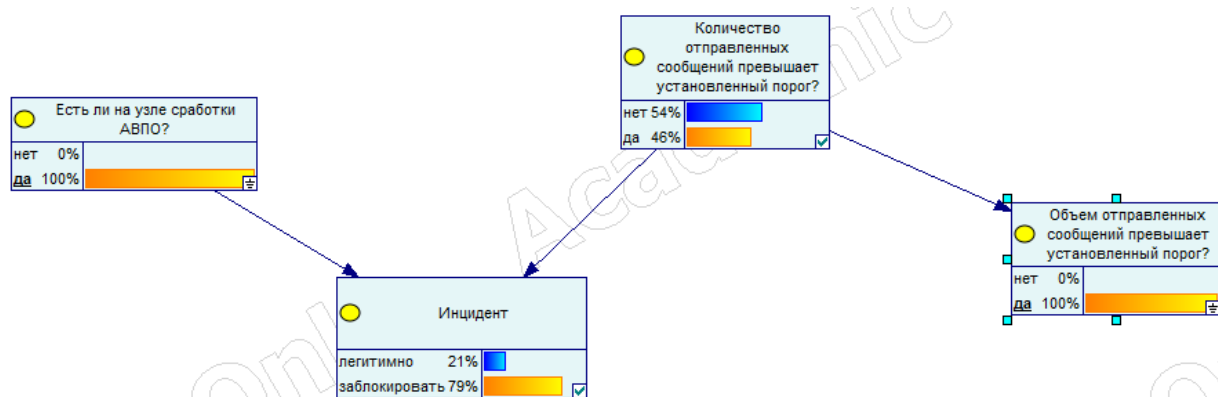 Количество
отправленных
сообщений превышает
установленный порог?
нет 54%
да 46%
Есть ли на узле сработки
АВПО?
нет 0%
да 100%
Объем отправленных
сообщений превышает
установленный порог?
нет 0%
да 100%
Инцидент
легитимно 21%
заблокировать 79%